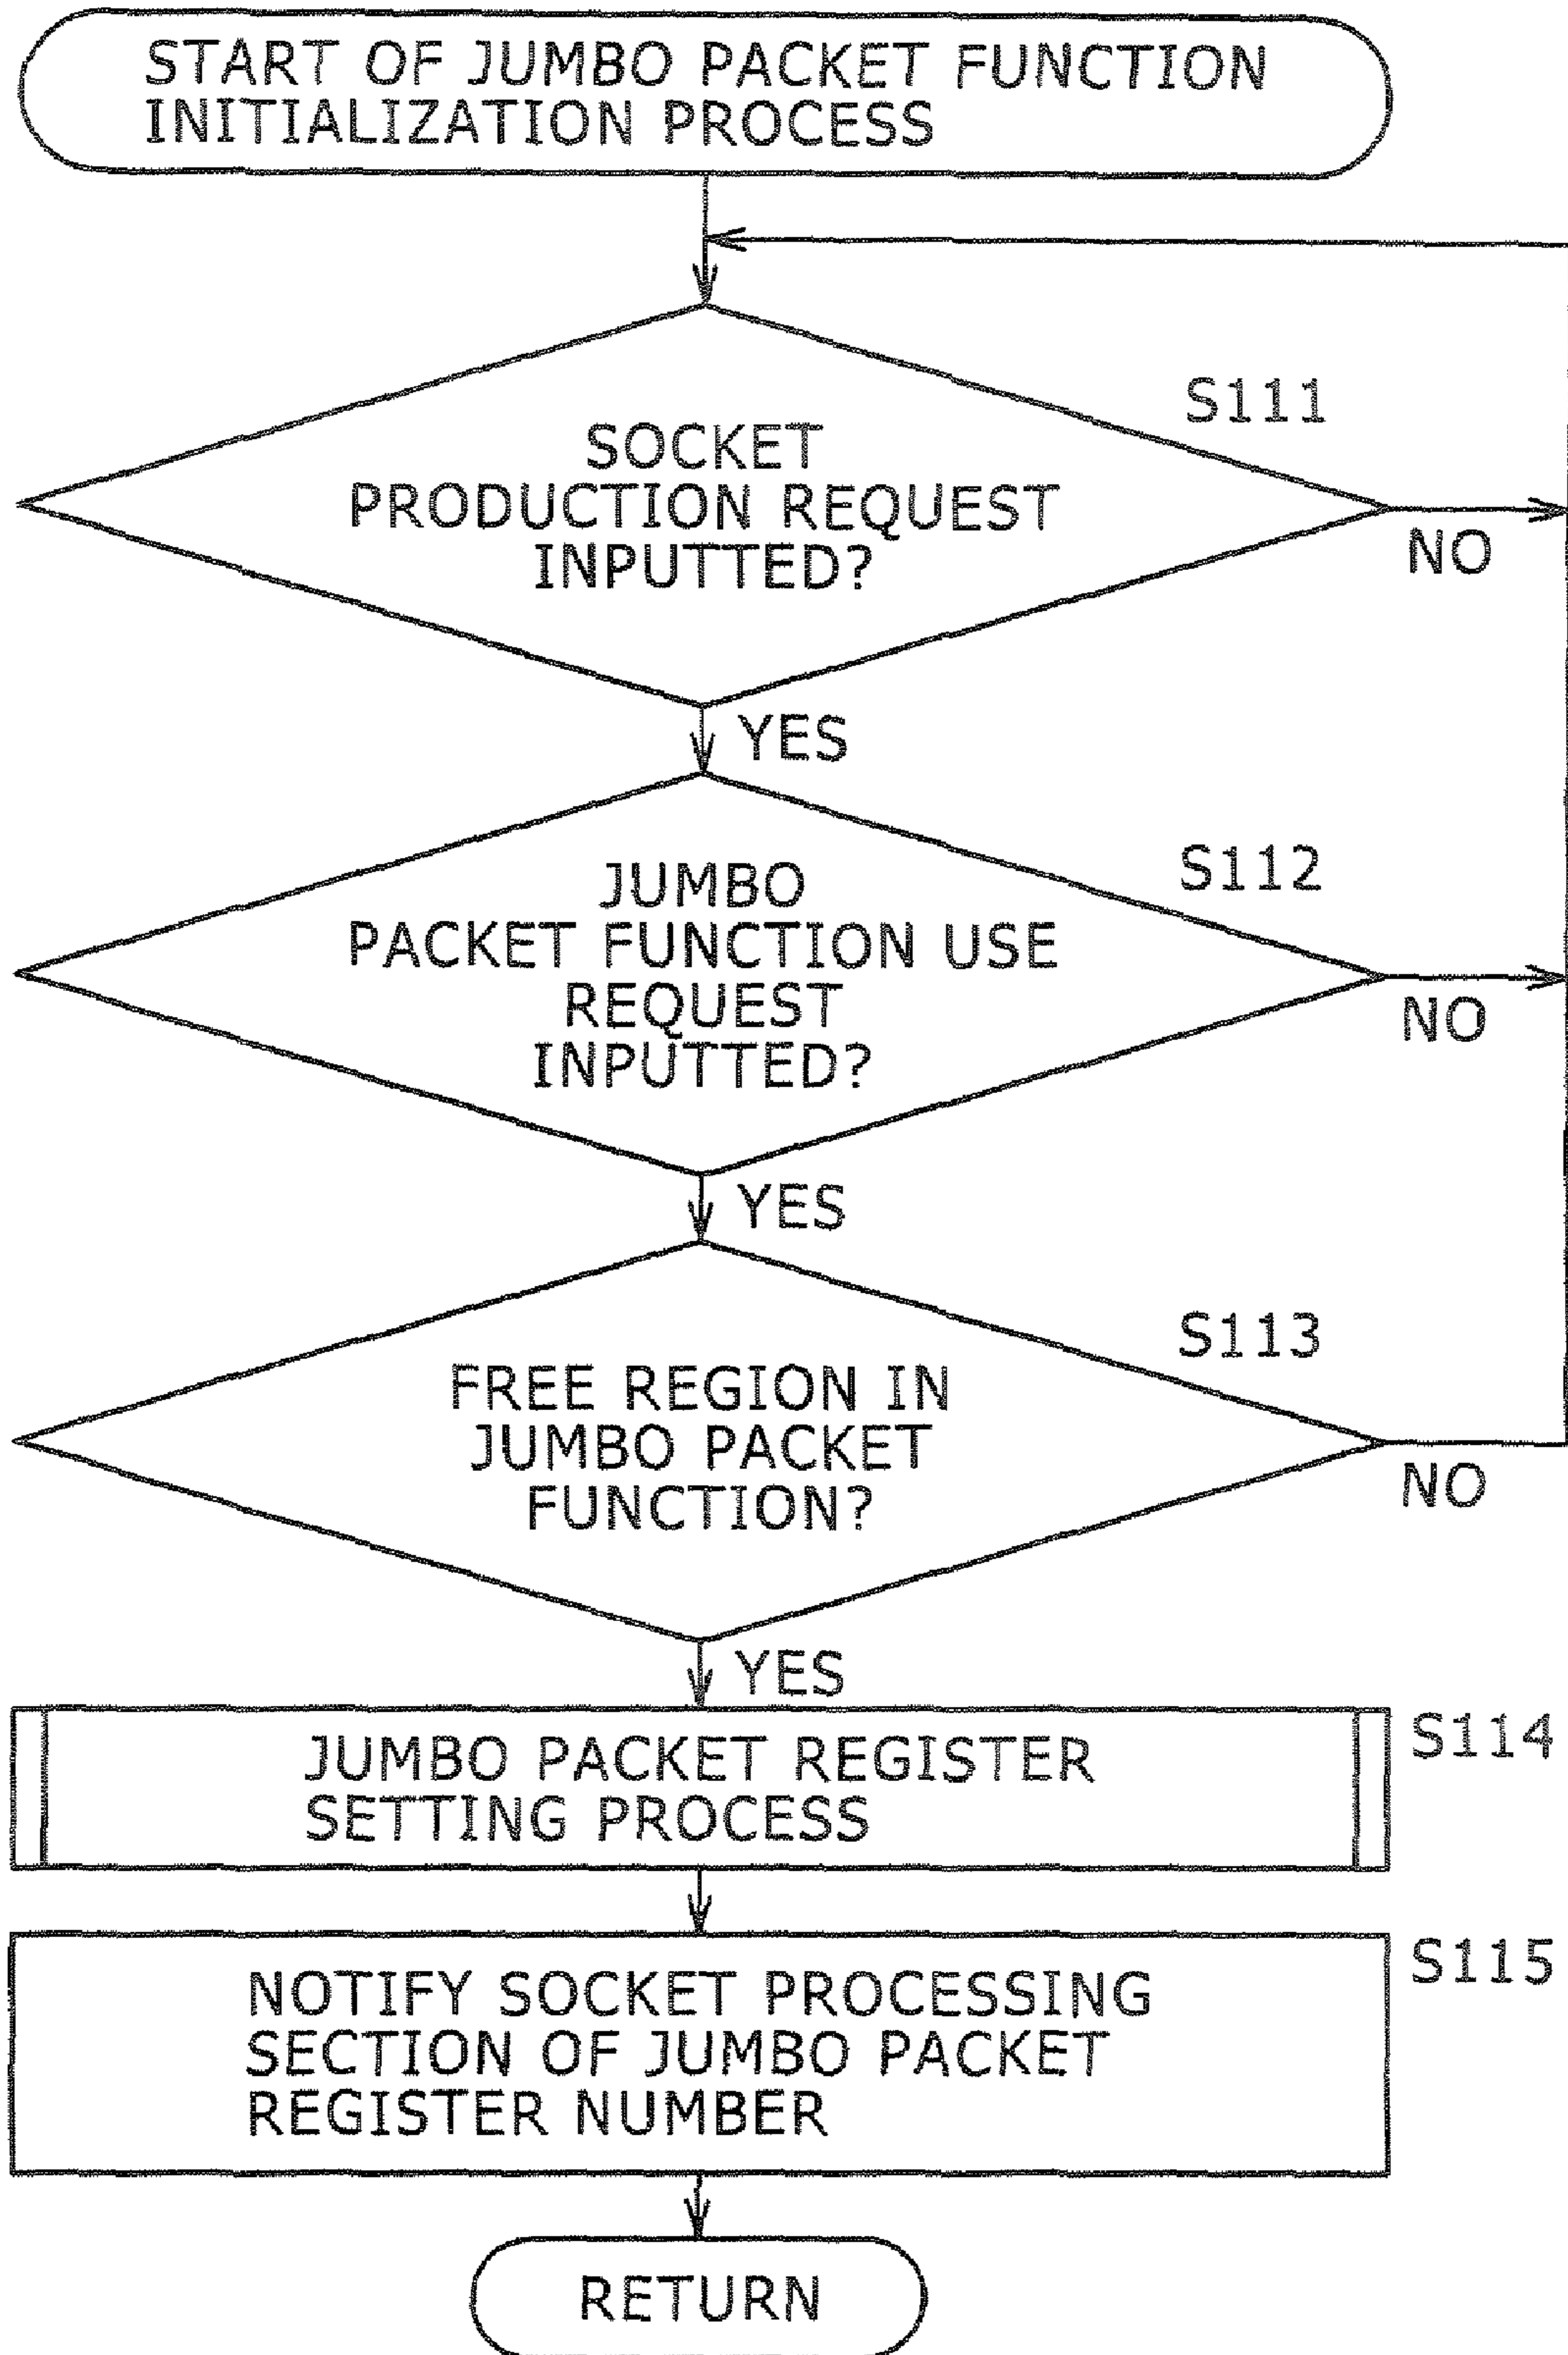 START OF JUMBO PACKET FUNCTION
INITIALIZATION PROCESS
S111
SOCKET
PRODUCTION REQUEST
INPUTTED?
NO
YES
S112
JUMBO
PACKET FUNCTION USE
REQUEST
INPUTTED?
NO
YES
S113
FREE REGION IN
JUMBO PACKET
FUNCTION?
NO
YES
S114
JUMBO PACKET REGISTER
SETTING PROCESS
S115
NOTIFY SOCKET PROCESSING
SECTION OF JUMBO PACKET
REGISTER NUMBER
RETURN